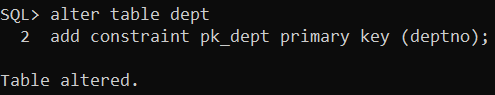 SQL> alter table dept
  2  add constraint pk_dept primary key (deptno);
Table altered.